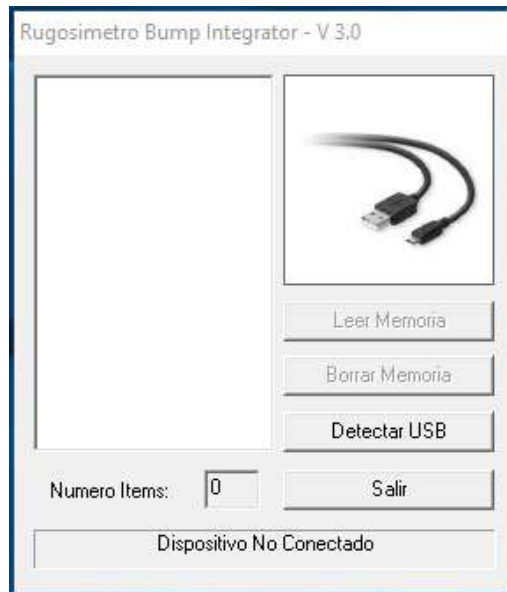 Rugosimetro Bump Integrator - V 3.0
Leer Memoria
Borrar Memoria
Detectar USB
Numero Items: 0
Salir
Dispositivo No Conectado